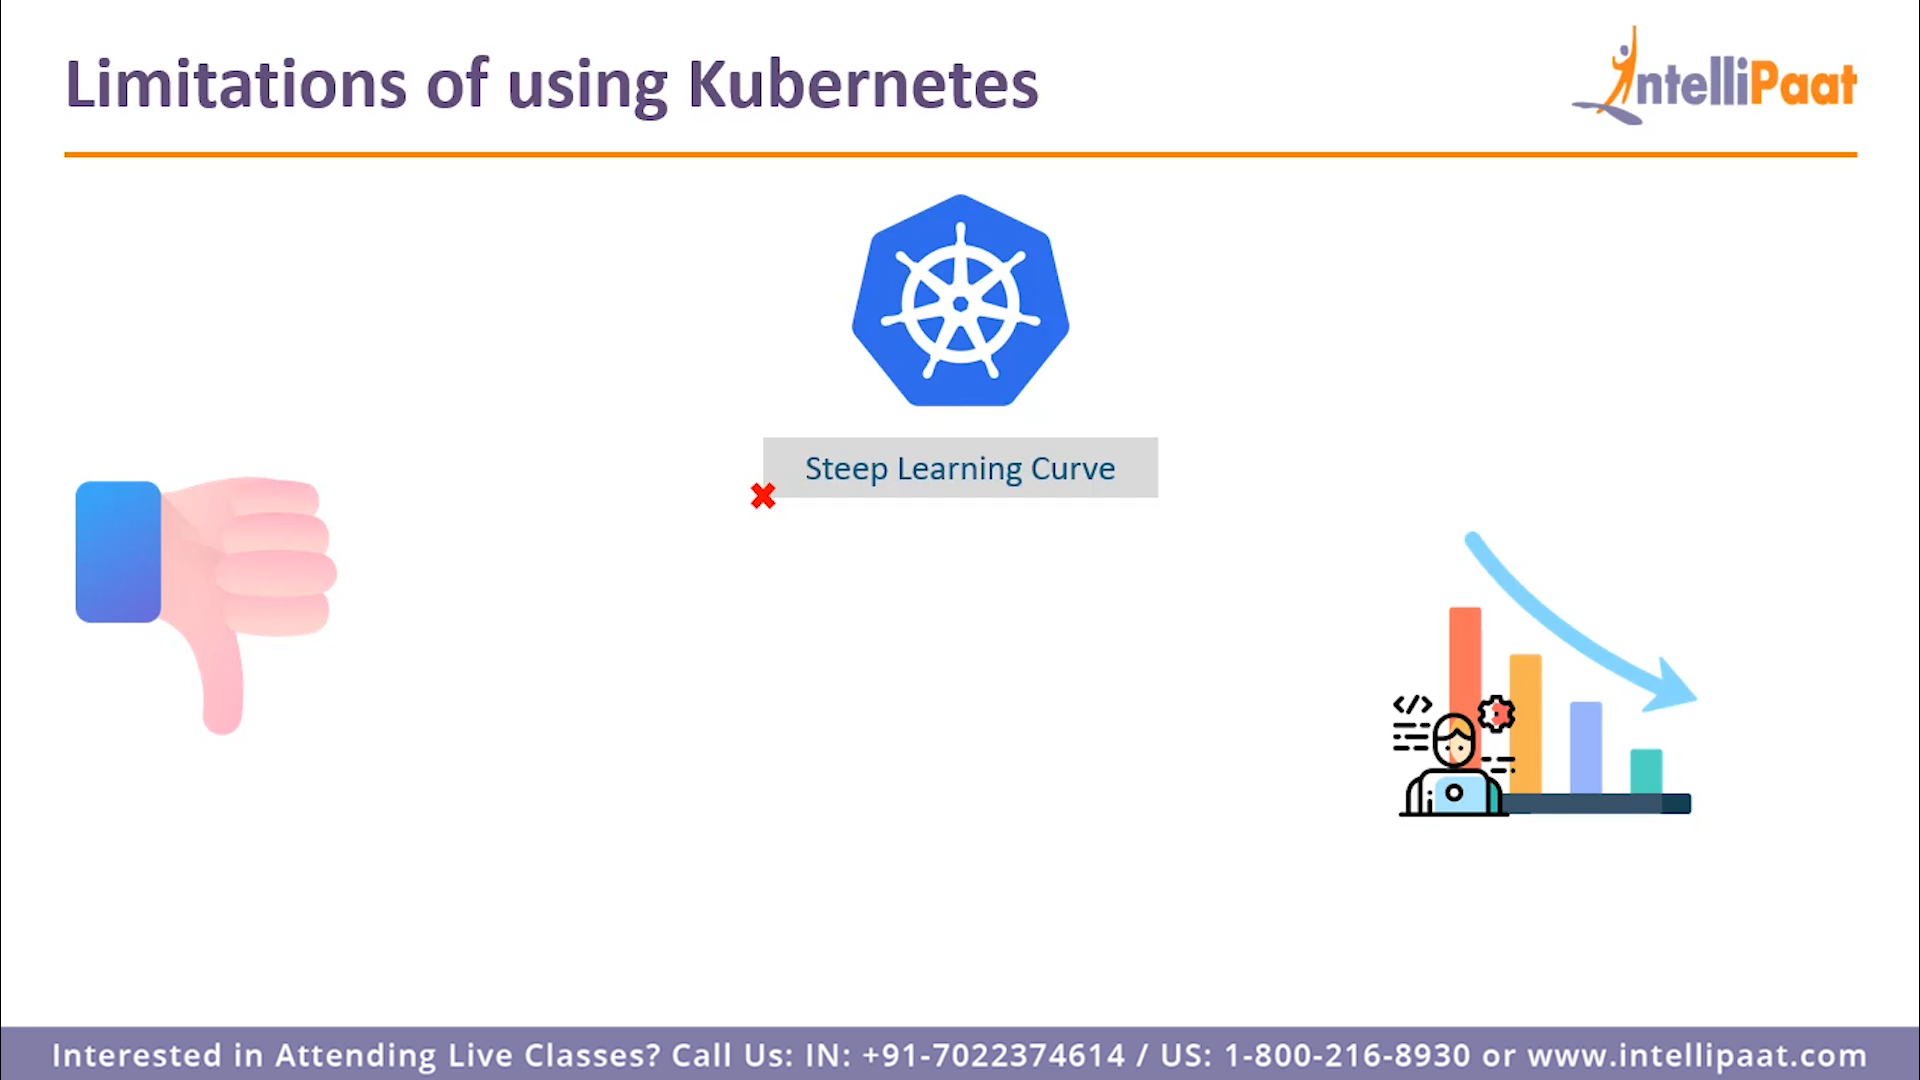 Limitations of using Kubernetes
IntelliPaat
Steep Learning Curve
</>
Interested in Attending Live Classes? Call Us: IN: +91-7022374614 / US: 1-800-216-8930 or www.intellipaat.com